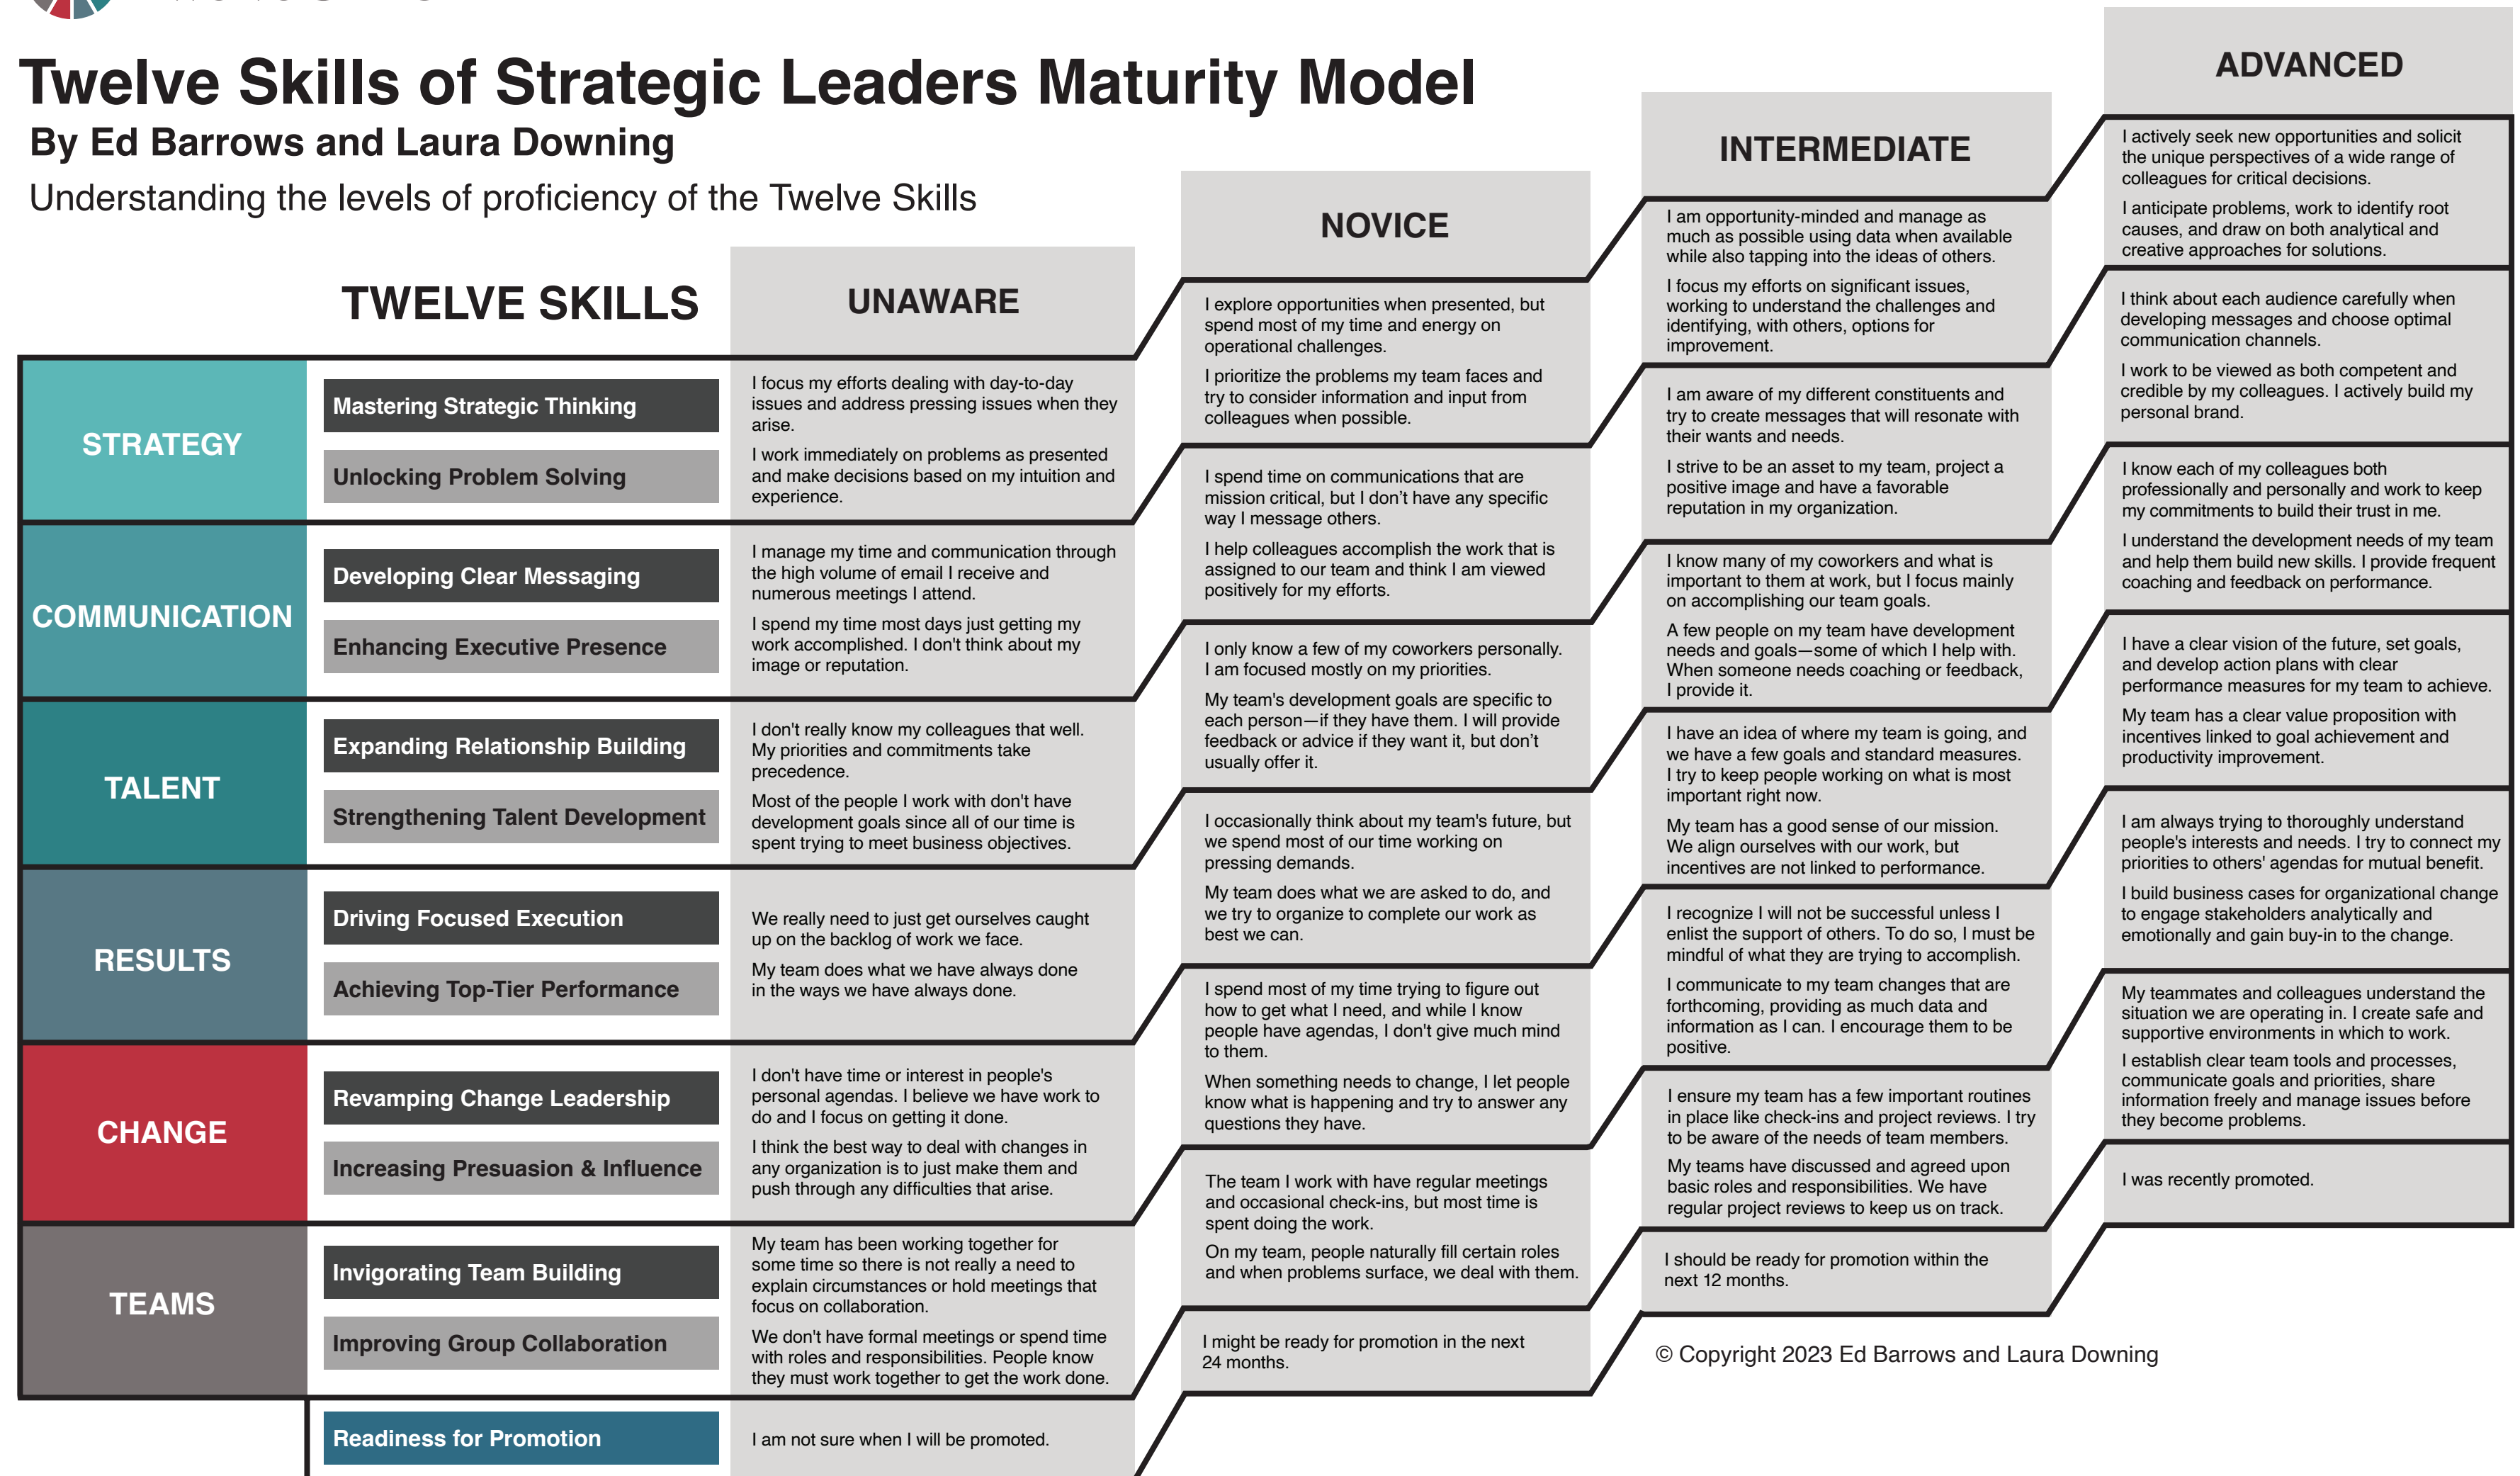 Twelve Skills of Strategic Leaders Maturity Model
By Ed Barrows and Laura Downing
Understanding the levels of proficiency of the Twelve Skills
TWELVE SKILLS
UNAWARE
NOVICE
INTERMEDIATE
ADVANCED
STRATEGY
Mastering Strategic Thinking
Unlocking Problem Solving
I focus my efforts dealing with day-to-day
issues and address pressing issues when they
arise.
I work immediately on problems as presented
and make decisions based on my intuition and
experience.
I explore opportunities when presented, but
spend most of my time and energy on
operational challenges.
I prioritize the problems my team faces and
try to consider information and input from
colleagues when possible.
I am opportunity-minded and manage as
much as possible using data when available
while also tapping into the ideas of others.
I focus my efforts on significant issues,
working to understand the challenges and
identifying, with others, options for
improvement.
I actively seek new opportunities and solicit
the unique perspectives of a wide range of
colleagues for critical decisions.
I anticipate problems, work to identify root
causes, and draw on both analytical and
creative approaches for solutions.
COMMUNICATION
Developing Clear Messaging
Enhancing Executive Presence
I manage my time and communication through
the high volume of email I receive and
numerous meetings I attend.
I spend my time most days just getting my
work accomplished. I don't think about my
image or reputation.
I spend time on communications that are
mission critical, but I don’t have any specific
way I message others.
I help colleagues accomplish the work that is
assigned to our team and think I am viewed
positively for my efforts.
I am aware of my different constituents and
try to create messages that will resonate with
their wants and needs.
I strive to be an asset to my team, project a
positive image and have a favorable
reputation in my organization.
I think about each audience carefully when
developing messages and choose optimal
communication channels.
I work to be viewed as both competent and
credible by my colleagues. I actively build my
personal brand.
TALENT
Expanding Relationship Building
Strengthening Talent Development
I don't really know my colleagues that well.
My priorities and commitments take
precedence.
Most of the people I work with don't have
development goals since all of our time is
spent trying to meet business objectives.
I only know a few of my coworkers personally.
I am focused mostly on my priorities.
My team's development goals are specific to
each person—if they have them. I will provide
feedback or advice if they want it, but don’t
usually offer it.
I know many of my coworkers and what is
important to them at work, but I focus mainly
on accomplishing our team goals.
A few people on my team have development
needs and goals—some of which I help with.
When someone needs coaching or feedback,
I provide it.
I know each of my colleagues both
professionally and personally and work to keep
my commitments to build their trust in me.
I understand the development needs of my team
and help them build new skills. I provide frequent
coaching and feedback on performance.
RESULTS
Driving Focused Execution
Achieving Top-Tier Performance
We really need to just get ourselves caught
up on the backlog of work we face.
My team does what we have always done
in the ways we have always done.
I occasionally think about my team's future, but
we spend most of our time working on
pressing demands.
My team does what we are asked to do, and
we try to organize to complete our work as
best we can.
I have an idea of where my team is going, and
we have a few goals and standard measures.
I try to keep people working on what is most
important right now.
My team has a good sense of our mission.
We align ourselves with our work, but
incentives are not linked to performance.
I have a clear vision of the future, set goals,
and develop action plans with clear
performance measures for my team to achieve.
My team has a clear value proposition with
incentives linked to goal achievement and
productivity improvement.
CHANGE
Revamping Change Leadership
Increasing Presuasion & Influence
I don't have time or interest in people's
personal agendas. I believe we have work to
do and I focus on getting it done.
I think the best way to deal with changes in
any organization is to just make them and
push through any difficulties that arise.
I spend most of my time trying to figure out
how to get what I need, and while I know
people have agendas, I don't give much mind
to them.
When something needs to change, I let people
know what is happening and try to answer any
questions they have.
I recognize I will not be successful unless I
enlist the support of others. To do so, I must be
mindful of what they are trying to accomplish.
I communicate to my team changes that are
forthcoming, providing as much data and
information as I can. I encourage them to be
positive.
I am always trying to thoroughly understand
people's interests and needs. I try to connect my
priorities to others' agendas for mutual benefit.
I build business cases for organizational change
to engage stakeholders analytically and
emotionally and gain buy-in to the change.
TEAMS
Invigorating Team Building
Improving Group Collaboration
My team has been working together for
some time so there is not really a need to
explain circumstances or hold meetings that
focus on collaboration.
We don't have formal meetings or spend time
with roles and responsibilities. People know
they must work together to get the work done.
The team I work with have regular meetings
and occasional check-ins, but most time is
spent doing the work.
On my team, people naturally fill certain roles
and when problems surface, we deal with them.
I ensure my team has a few important routines
in place like check-ins and project reviews. I try
to be aware of the needs of team members.
My teams have discussed and agreed upon
basic roles and responsibilities. We have
regular project reviews to keep us on track.
My teammates and colleagues understand the
situation we are operating in. I create safe and
supportive environments in which to work.
I establish clear team tools and processes,
communicate goals and priorities, share
information freely and manage issues before
they become problems.
Readiness for Promotion
I am not sure when I will be promoted.
I might be ready for promotion in the next
24 months.
I should be ready for promotion within the
next 12 months.
I was recently promoted.
© Copyright 2023 Ed Barrows and Laura Downing